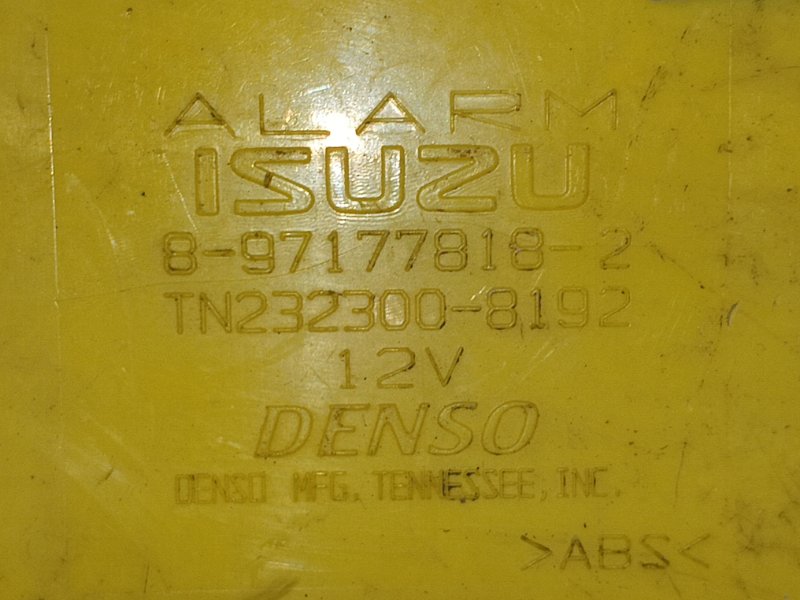 ALARM
ISUZU
8-97177818-2
TN232300-8192
12V
DENSO
DENSO MFG. TENNESSEE, INC.
>ABS<